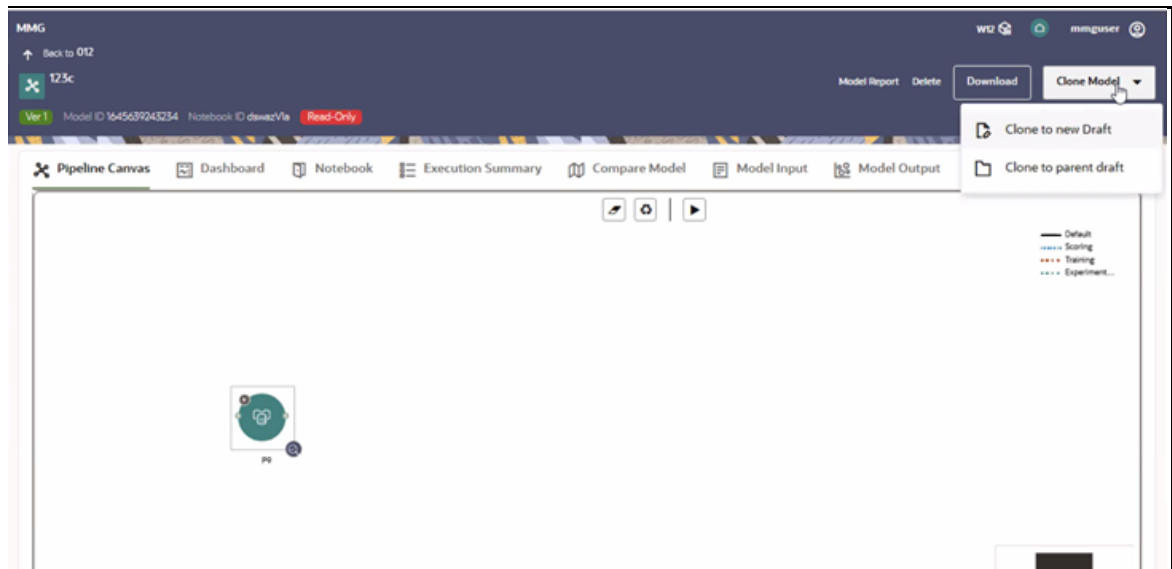 MMG
W12
mmguser
Back to 012
123c
Model Report Delete Download Clone Model
Ver 1 Model ID 1645639243234 Notebook ID dswazVla Read-Only
Clone to new Draft
Clone to parent draft
Pipeline Canvas Dashboard Notebook Execution Summary Compare Model Model Input Model Output
Default
Scoring
Training
Experiment...
pg